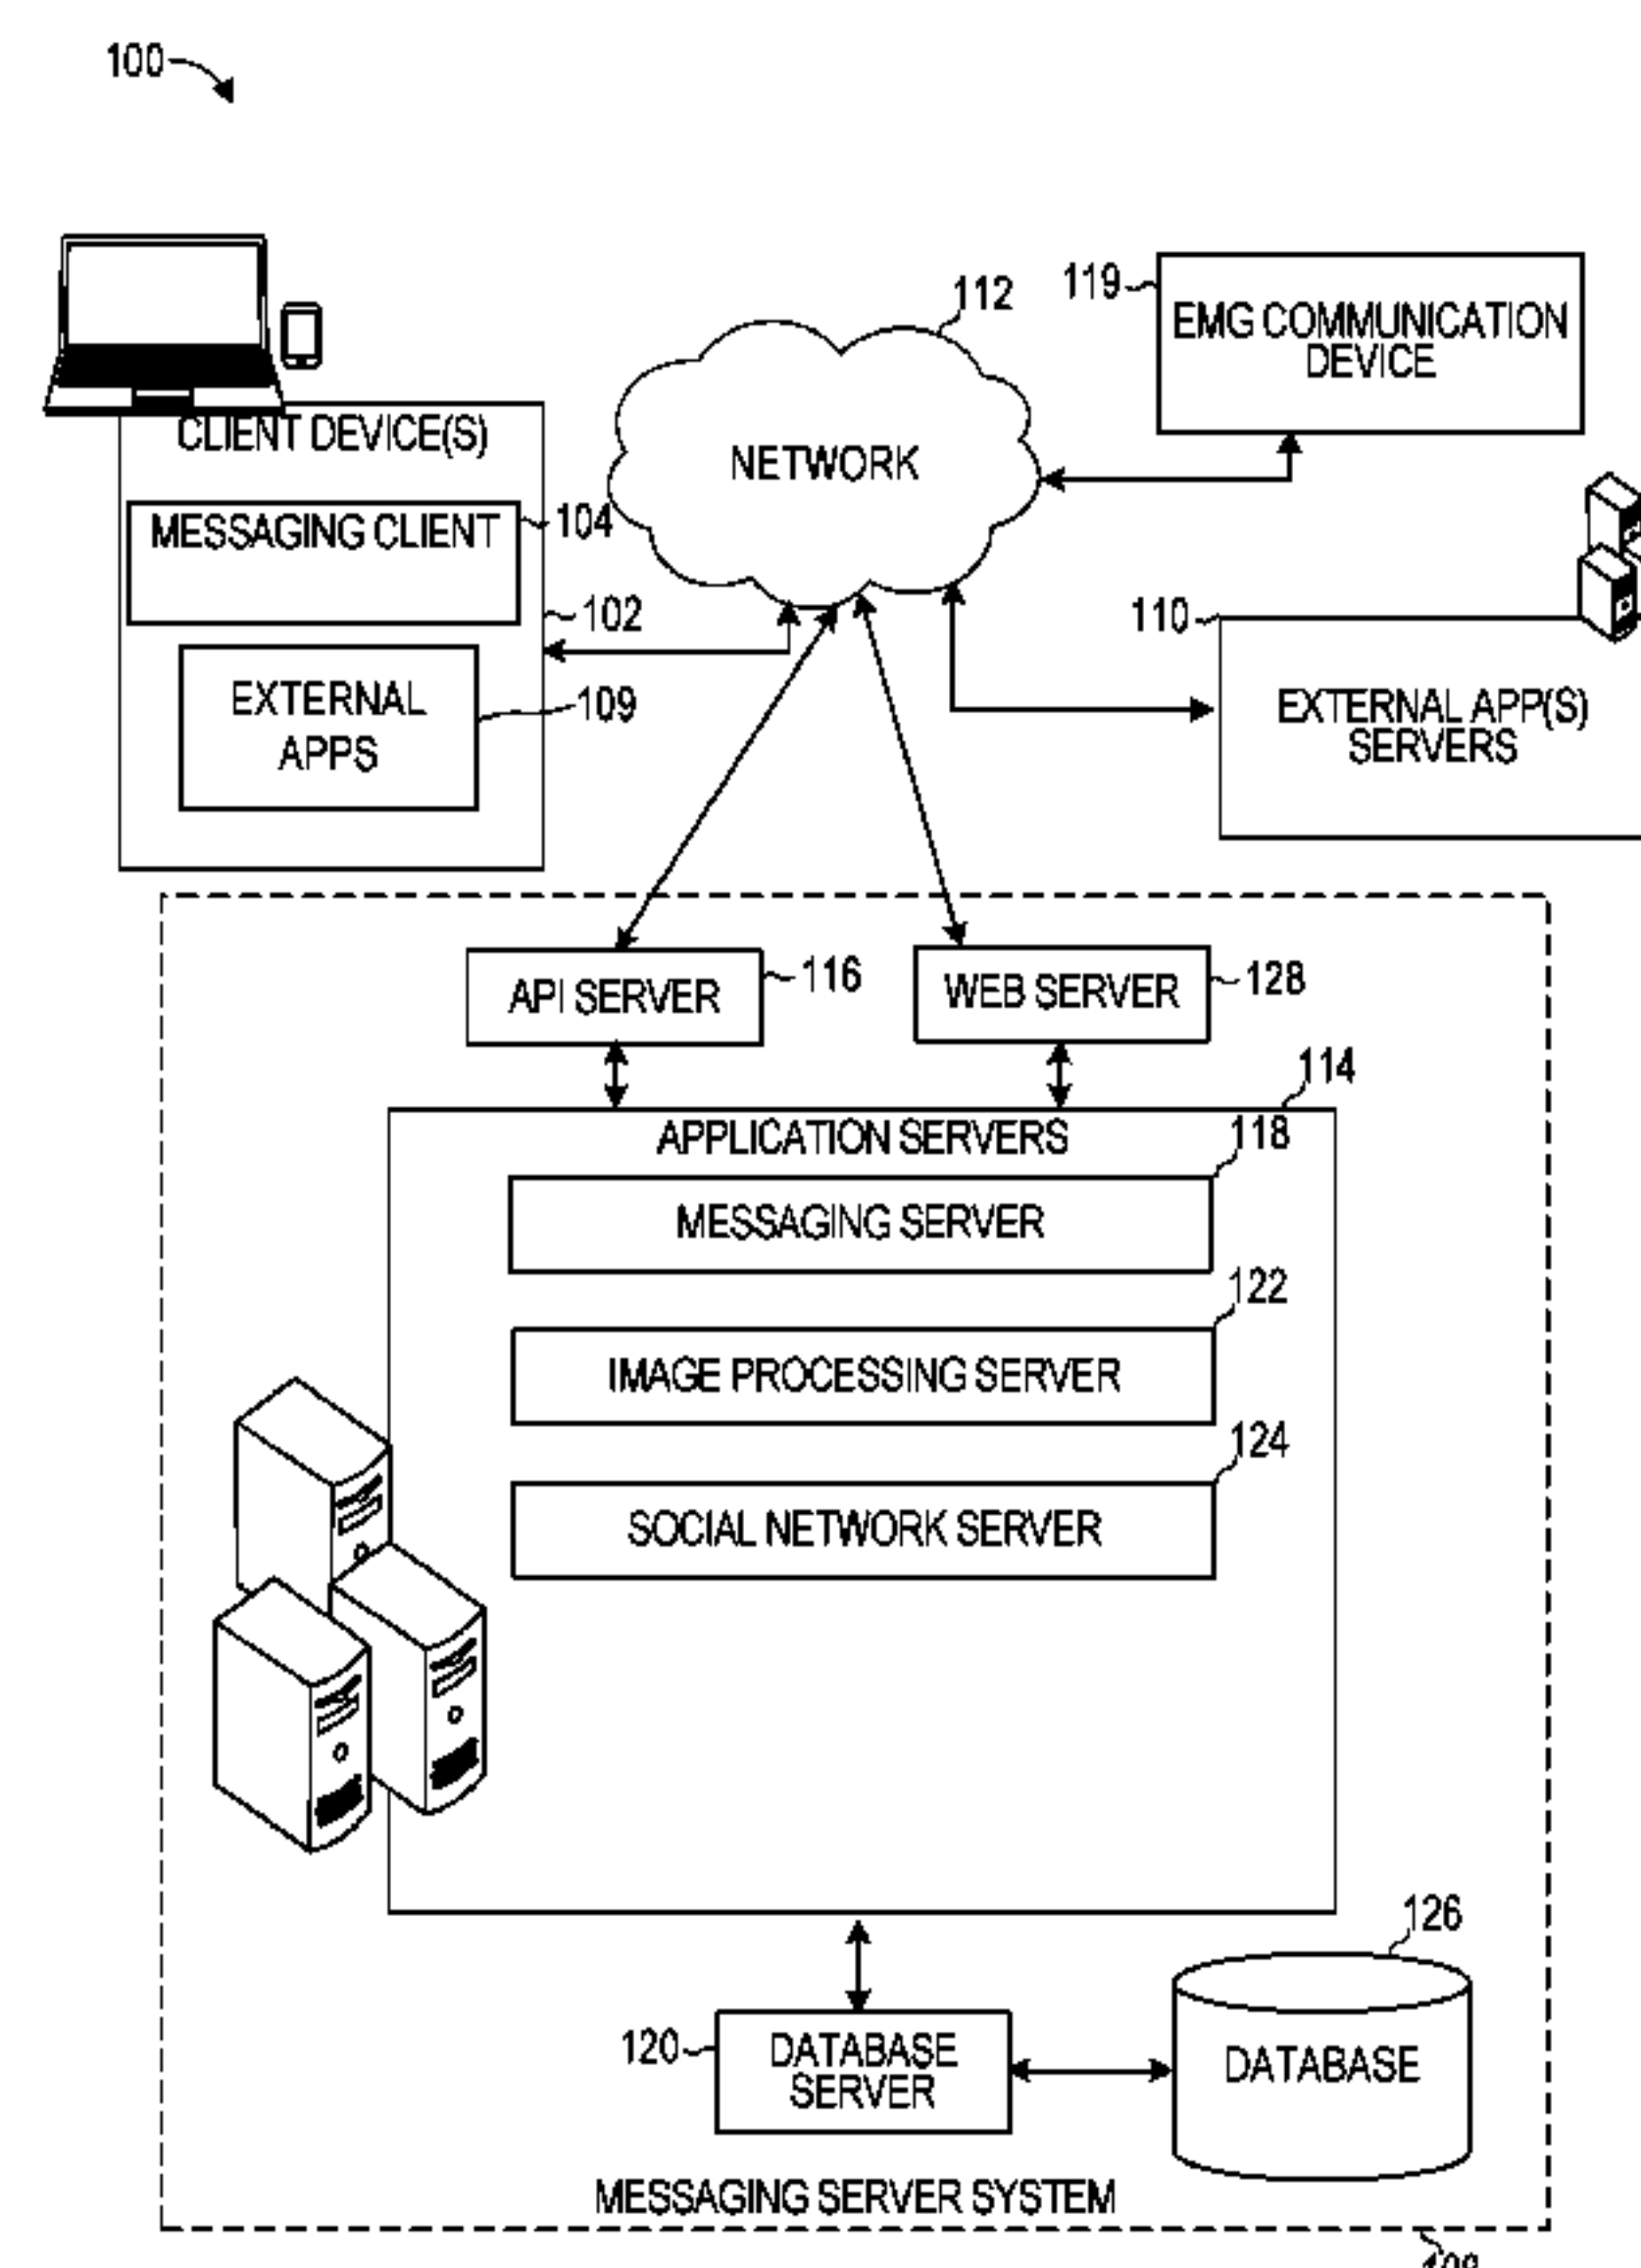 100
112
119
EMG COMMUNICATION
DEVICE
CLIENT DEVICE(S)
NETWORK
MESSAGING CLIENT
104
102
110
EXTERNAL
APPS
109
EXTERNAL APP(S)
SERVERS
API SERVER
116
WEB SERVER
128
114
APPLICATION SERVERS
118
MESSAGING SERVER
122
IMAGE PROCESSING SERVER
124
SOCIAL NETWORK SERVER
126
120
DATABASE
SERVER
DATABASE
MESSAGING SERVER SYSTEM